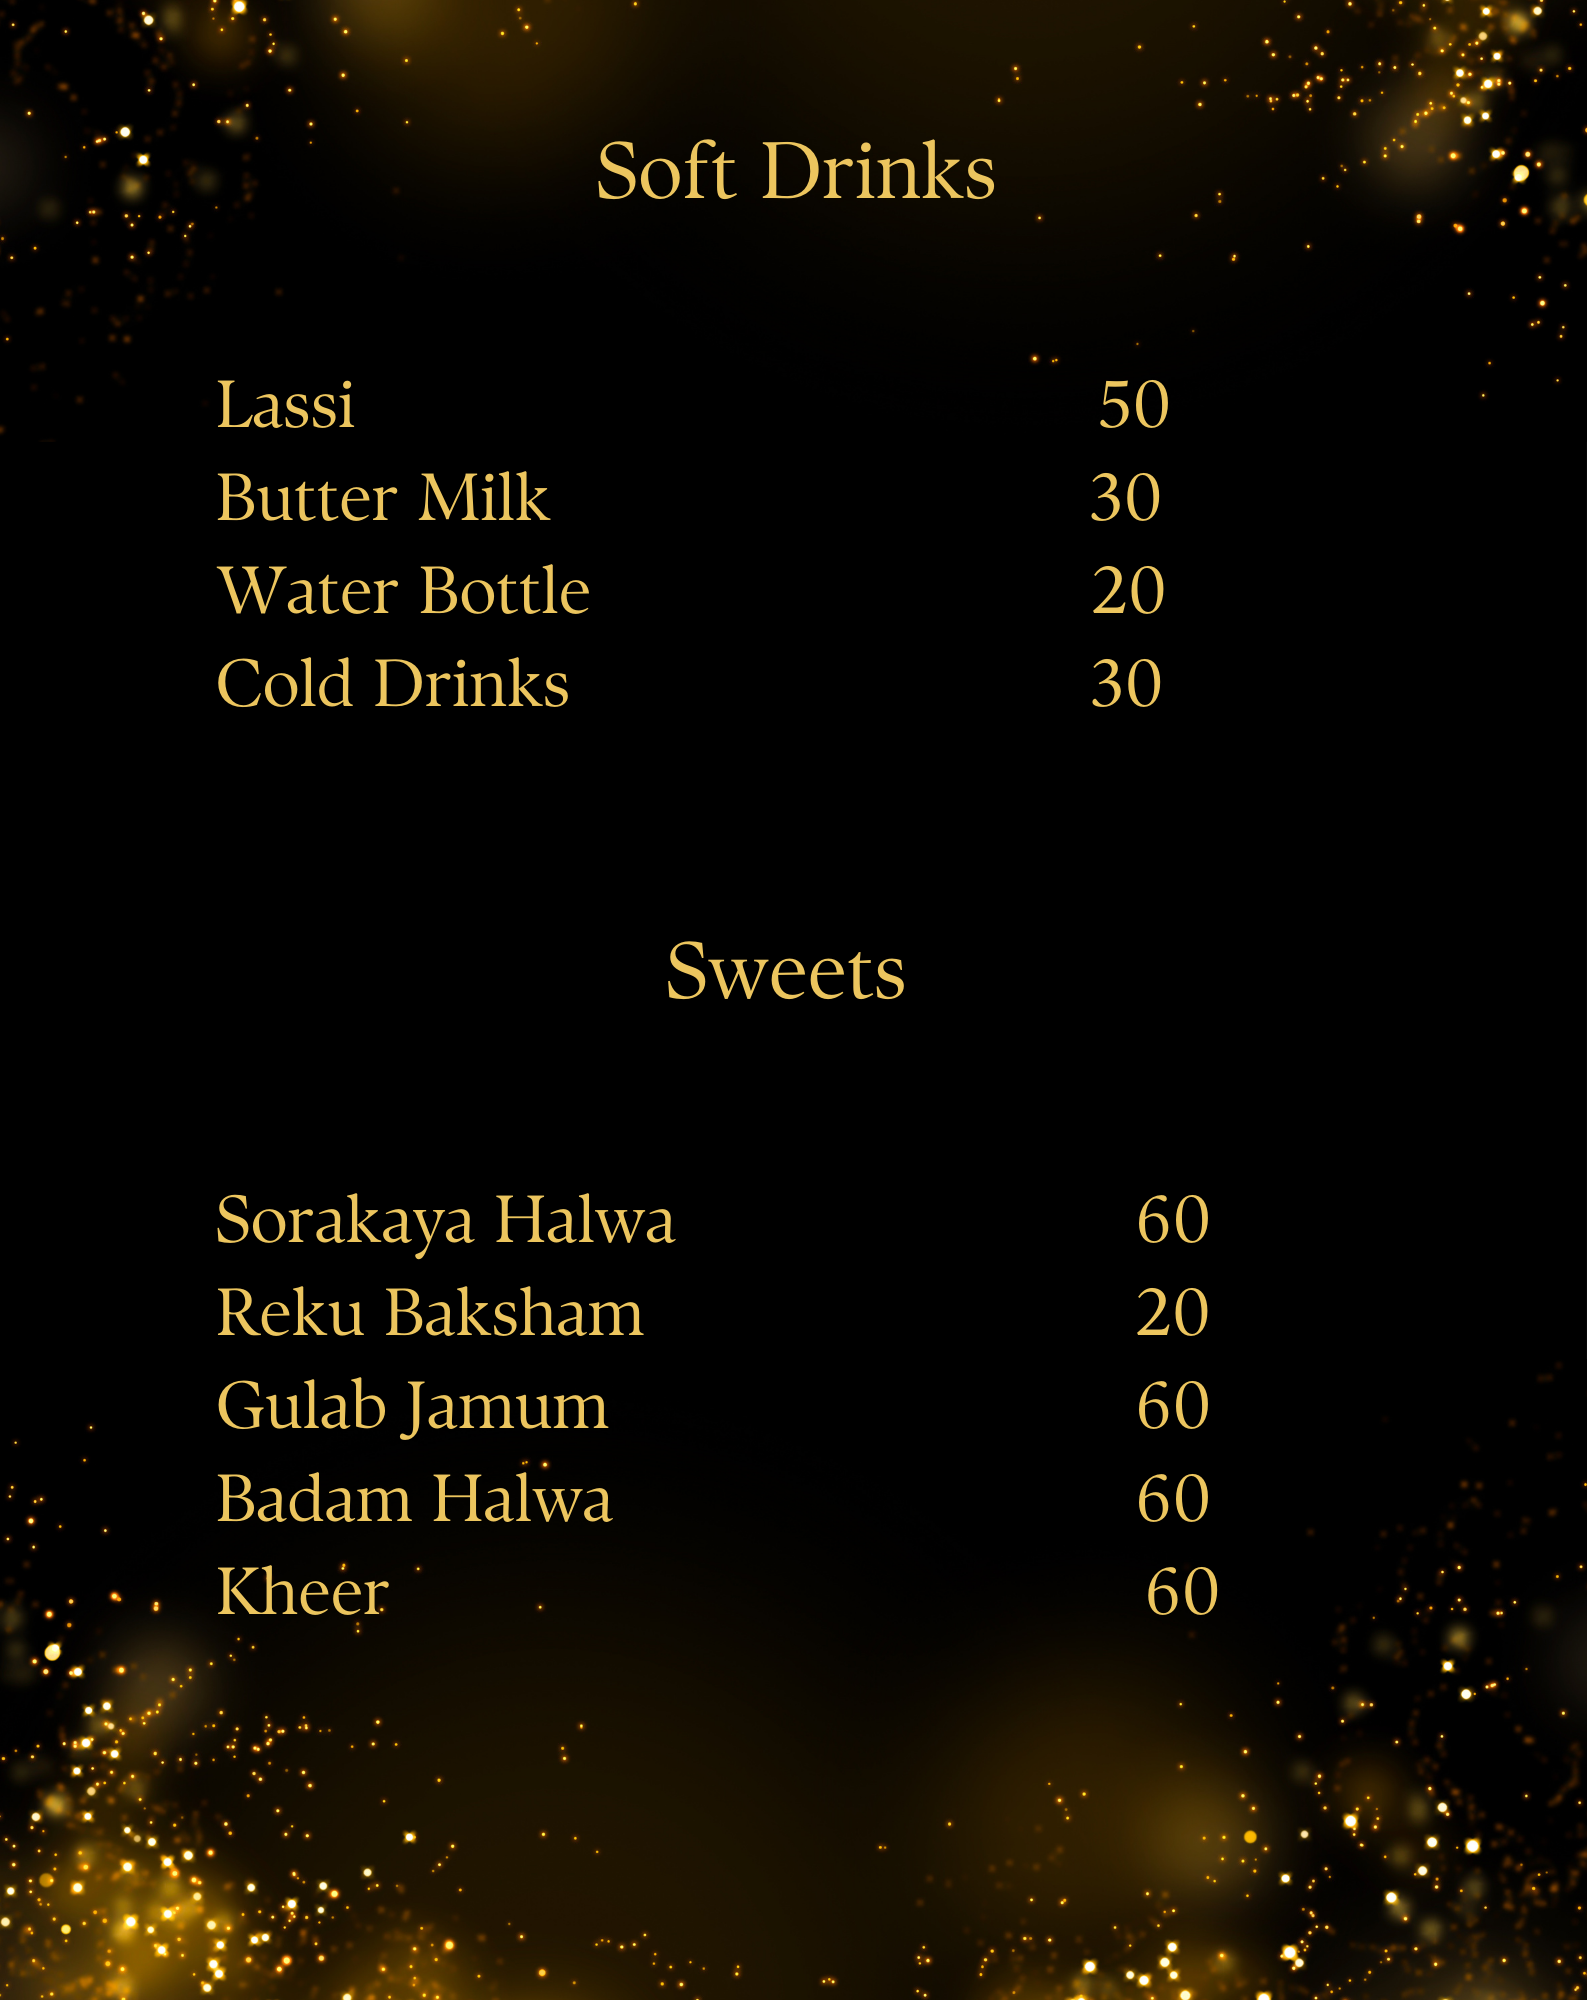 Soft Drinks
Lassi 50
Butter Milk 30
Water Bottle 20
Cold Drinks 30
Sweets
Sorakaya Halwa 60
Reku Baksham 20
Gulab Jamum 60
Badam Halwa 60
Kheer 60